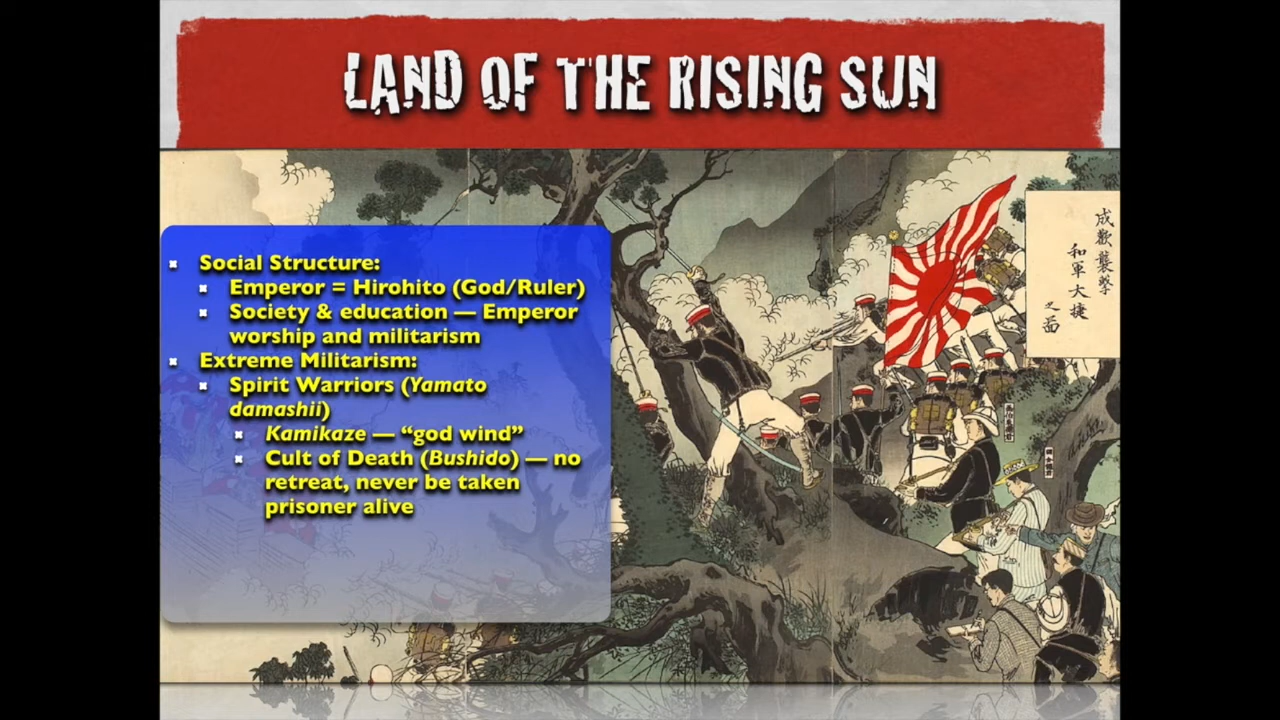 LAND OF THE RISING SUN
Social Structure:
Emperor = Hirohito (God/Ruler)
Society & education — Emperor
worship and militarism
Extreme Militarism:
Spirit Warriors (Yamato
damashii)
Kamikaze — “god wind”
Cult of Death (Bushido) — no
retreat, never be taken
prisoner alive
成歡襲擊
和軍大捷
之図